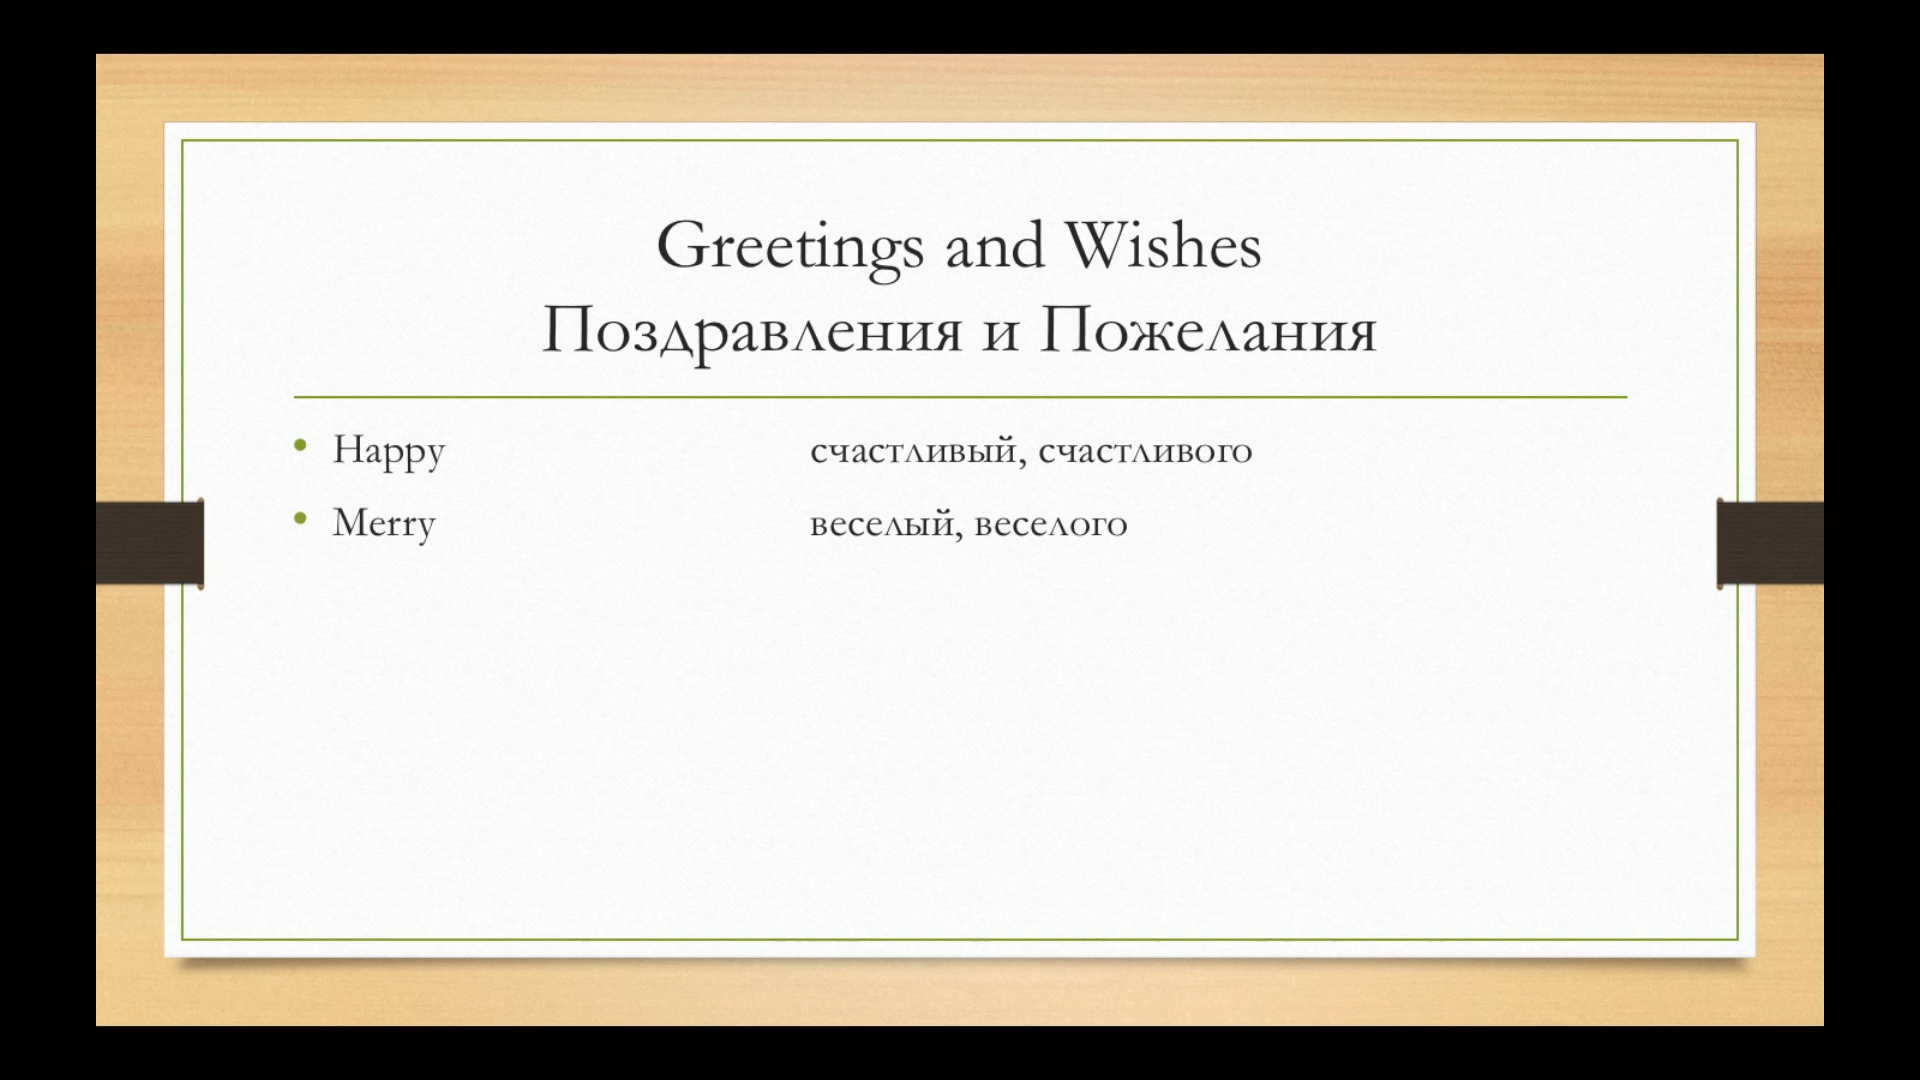 Greetings and Wishes
Поздравления и Пожелания
• Happy счастливый, счастливого
• Merry веселый, веселого